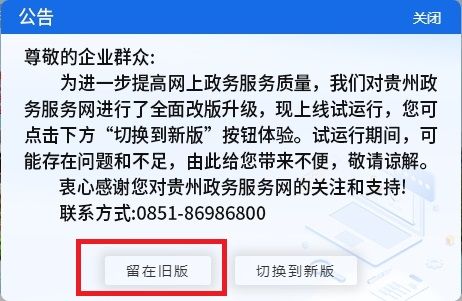 公告 关闭
尊敬的企业群众:
为进一步提高网上政务服务质量，我们对贵州政
务服务网进行了全面改版升级，现上线试运行，您可
点击下方“切换到新版”按钮体验。试运行期间，可
能存在问题和不足，由此给您带来不便，敬请谅解。
衷心感谢您对贵州政务服务网的关注和支持!
联系方式:0851-86986800
留在旧版 切换到新版